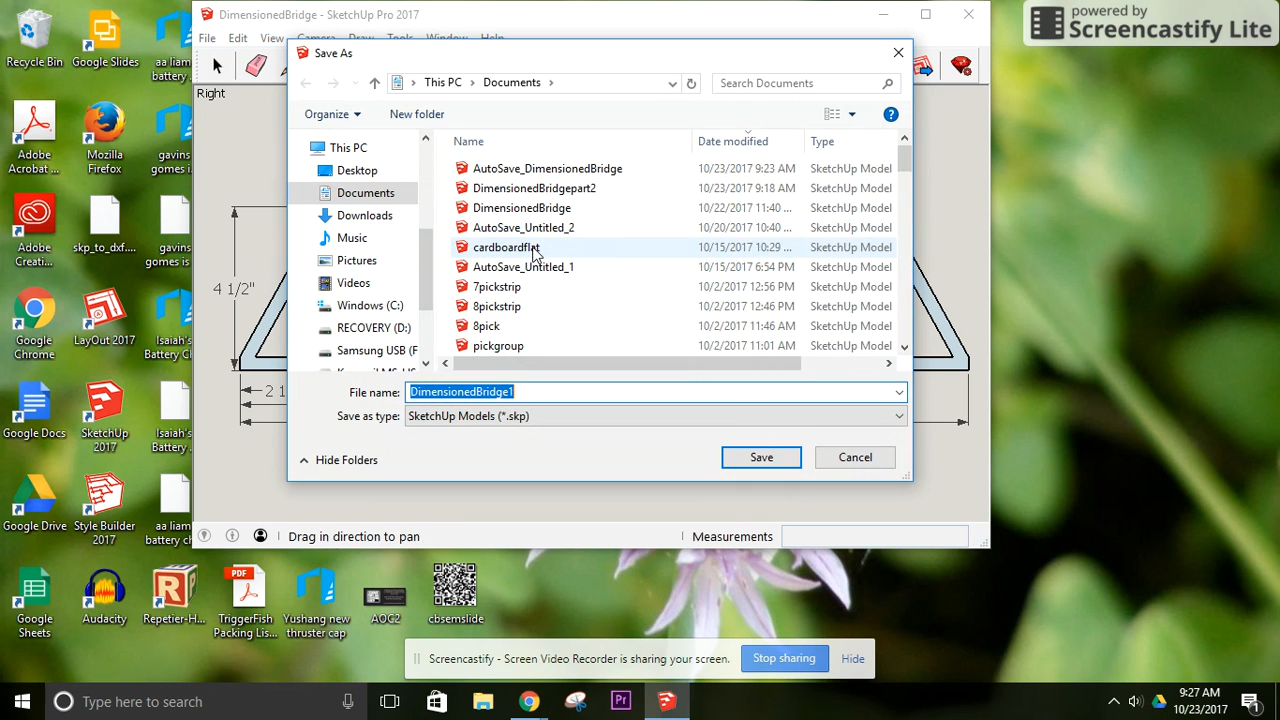 DimensionedBridge - SketchUp Pro 2017
powered by
Screencastify Lite
File Edit View Camera Draw Tools Window Help
Save As
This PC > Documents >
Search Documents
Organize
New folder
Right
Name
Date modified
Type
This PC
Desktop
Documents
Downloads
Music
Pictures
Videos
Windows (C:)
RECOVERY (D:)
Samsung USB (F
AutoSave_DimensionedBridge 10/23/2017 9:23 AM SketchUp Model
DimensionedBridgepart2 10/23/2017 9:18 AM SketchUp Model
DimensionedBridge 10/22/2017 11:40 ... SketchUp Model
AutoSave_Untitled_2 10/20/2017 10:40 ... SketchUp Model
cardboardflat 10/15/2017 10:29 ... SketchUp Model
AutoSave_Untitled_1 10/15/2017 6:54 PM SketchUp Model
7pickstrip 10/2/2017 12:56 PM SketchUp Model
8pickstrip 10/2/2017 12:46 PM SketchUp Model
8pick 10/2/2017 11:46 AM SketchUp Model
pickgroup 10/2/2017 11:01 AM SketchUp Model
4 1/2"
2 1
File name: DimensionedBridge1
Save as type: SketchUp Models (*.skp)
Hide Folders
Save
Cancel
Drag in direction to pan
Measurements
Recycle Bin
Google Slides
aa liam
battery ...
Adobe
Acrobat ...
Mozilla
Firefox
gavins
gomes is...
Adobe
Creati...
skp_to_dxf....
gavins
gomes is...
Google
Chrome
LayOut 2017
Isaiah's
Battery C...
Google Docs
SketchUp
2017
Isaiah's
Battery...
Google Drive
Style Builder
2017
aa liam
battery ch...
Google
Sheets
Audacity
Repetier-H...
PDF
TriggerFish
Packing Lis...
Yushang new
thruster cap
AOC2
cbsemslide
Screencastify - Screen Video Recorder is sharing your screen.
Stop sharing
Hide
Type here to search
Pr
9:27 AM
10/23/2017
1